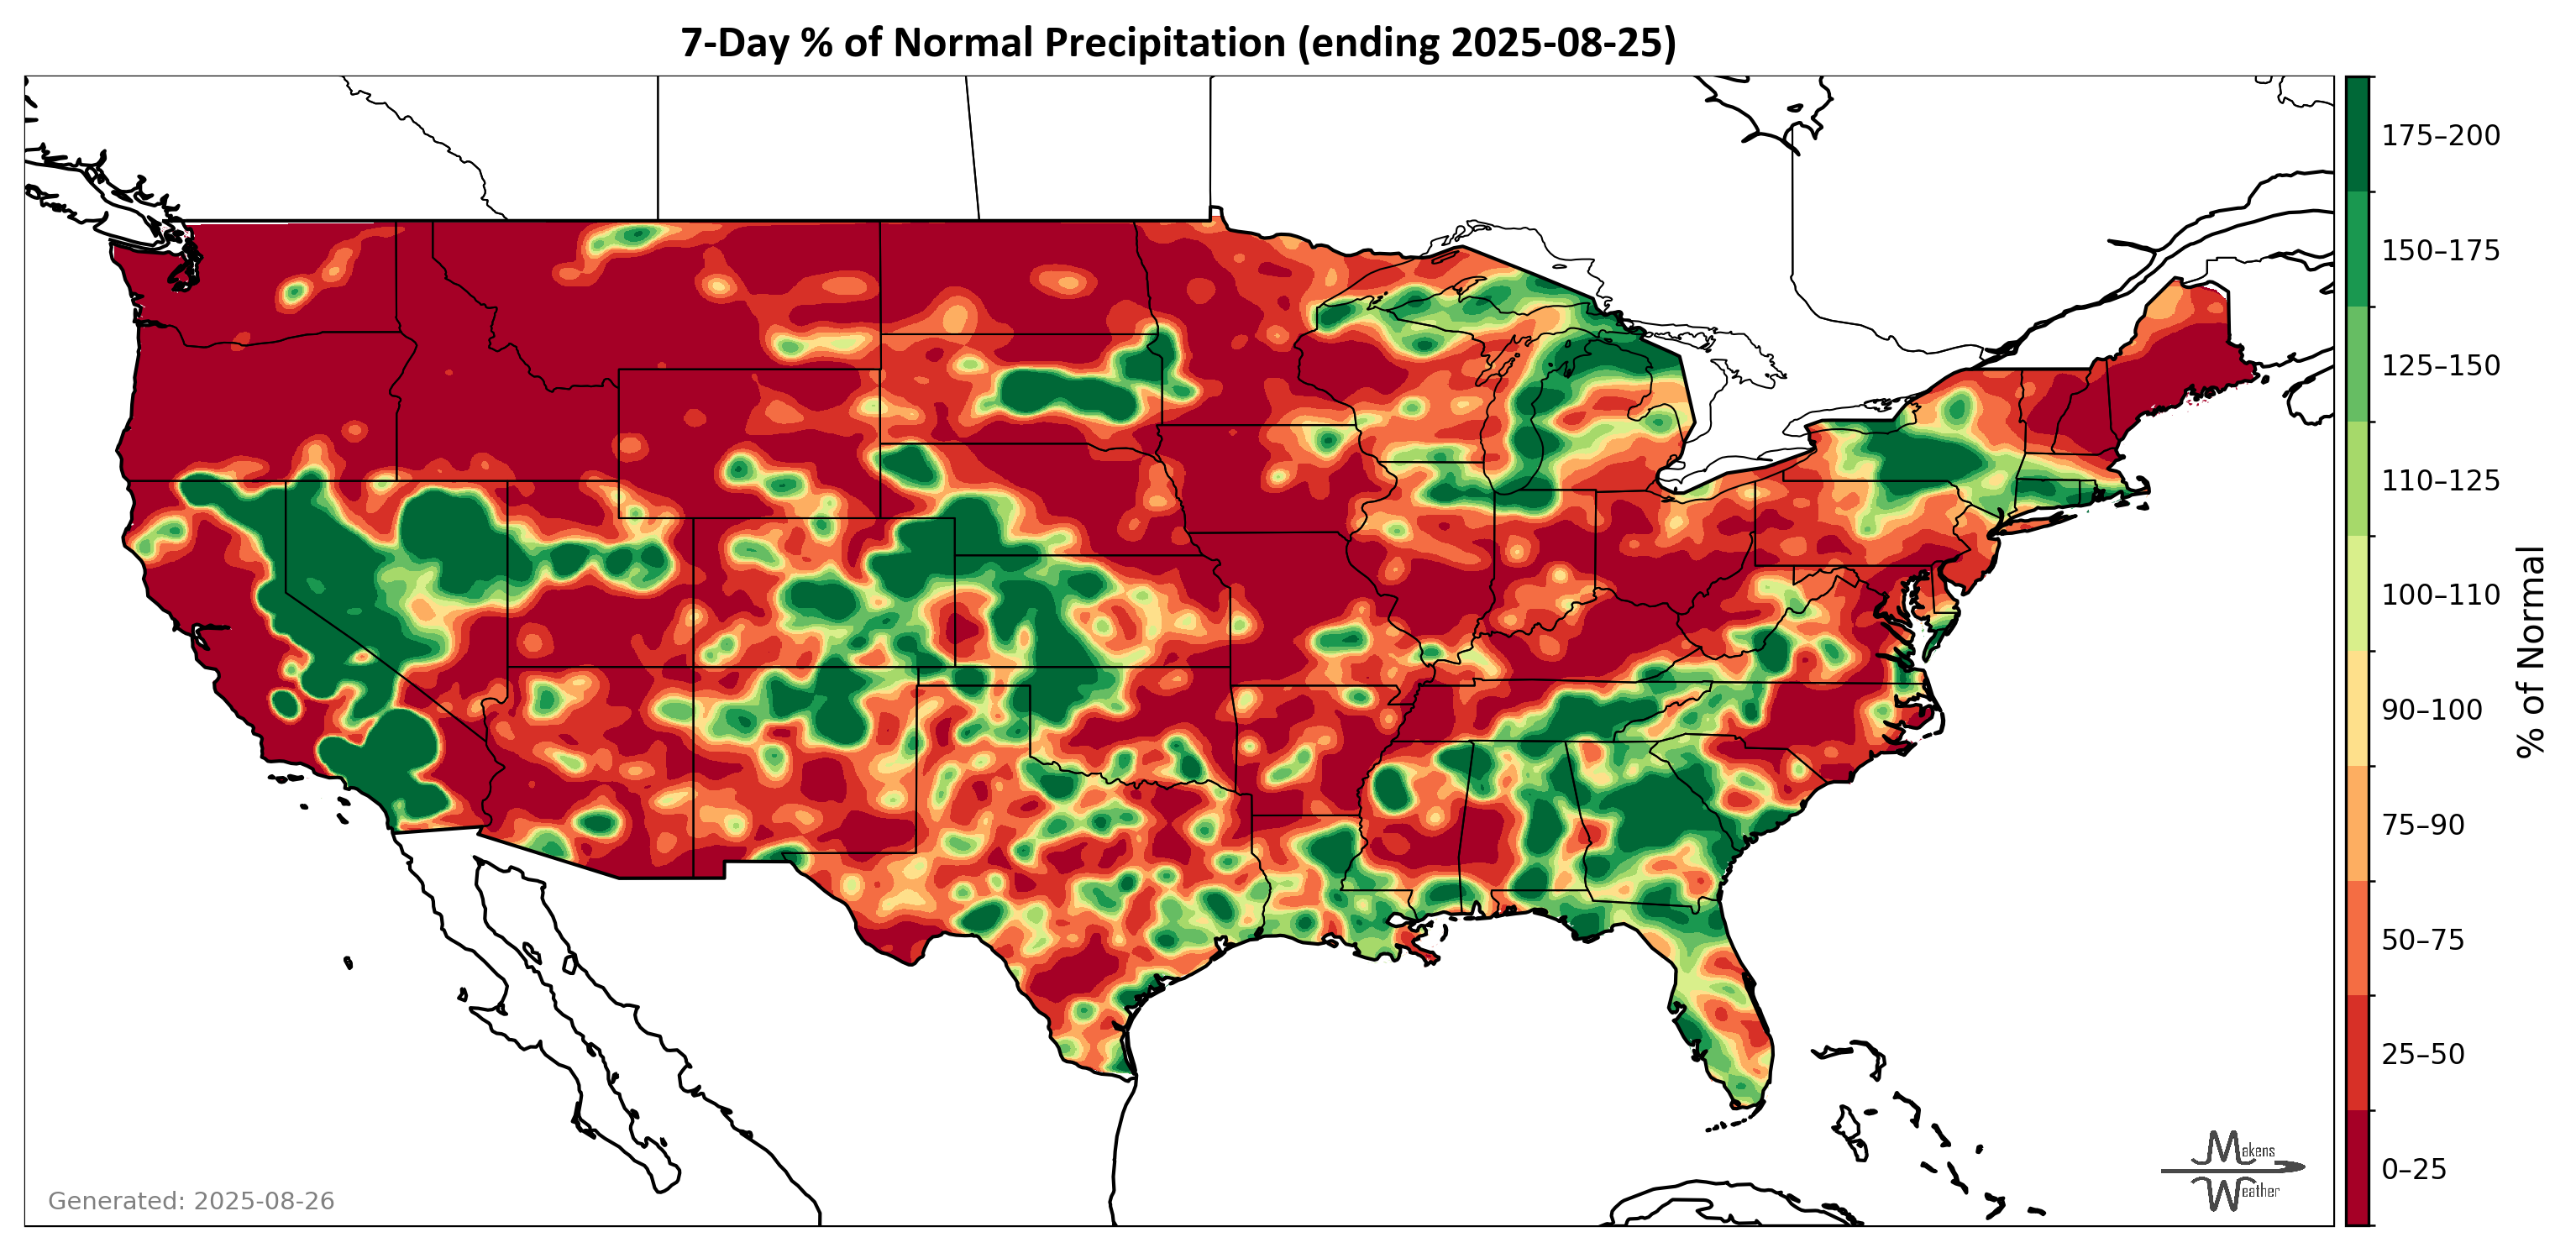 7-Day % of Normal Precipitation (ending 2025-08-25)
175–200
150–175
125–150
110–125
100–110
90–100
75–90
50–75
25–50
0–25
% of Normal
Generated: 2025-08-26
Makens
Weather